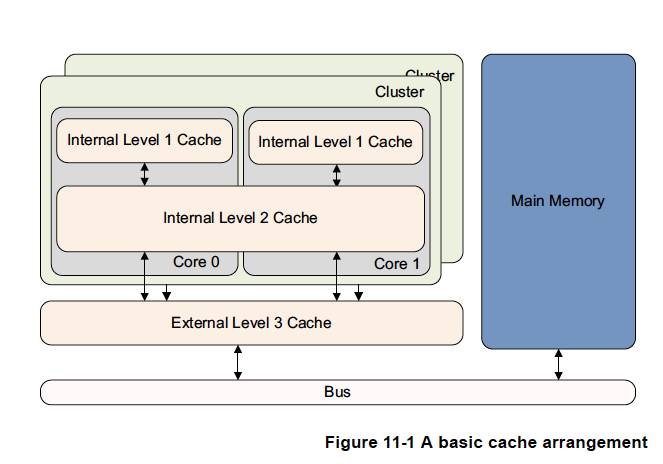 Cluster
Cluster
Internal Level 1 Cache
Internal Level 1 Cache
Main Memory
Internal Level 2 Cache
Core 0
Core 1
External Level 3 Cache
Bus
Figure 11-1 A basic cache arrangement